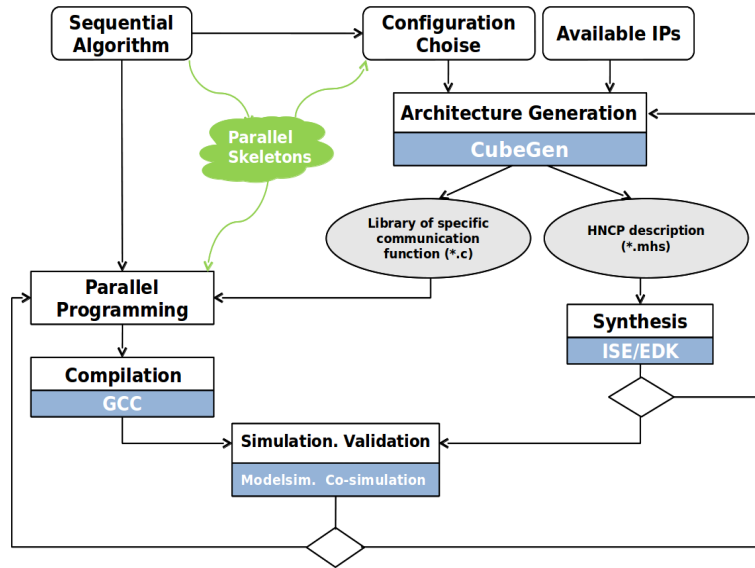 Sequential
Algorithm
Configuration
Choise
Available IPs
Architecture Generation
CubeGen
Parallel
Skeletons
Library of specific
communication
function (*.c)
HNCP description
(*.mhs)
Parallel
Programming
Synthesis
ISE/EDK
Compilation
GCC
Simulation. Validation
Modelsim. Co-simulation